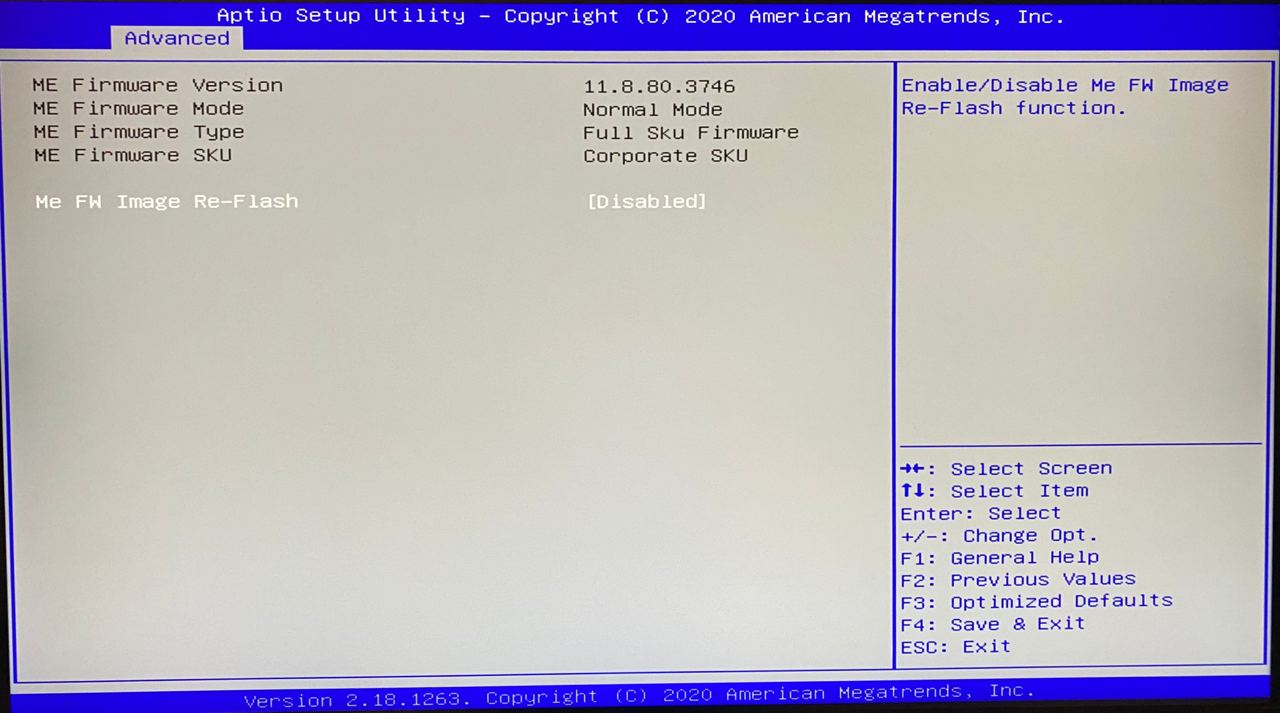 Aptio Setup Utility – Copyright (C) 2020 American Megatrends, Inc.
Advanced
ME Firmware Version 11.8.80.3746
ME Firmware Mode Normal Mode
ME Firmware Type Full Sku Firmware
ME Firmware SKU Corporate SKU
Me FW Image Re-Flash [Disabled]
Enable/Disable Me FW Image
Re-Flash function.
→←: Select Screen
↑↓: Select Item
Enter: Select
+/-: Change Opt.
F1: General Help
F2: Previous Values
F3: Optimized Defaults
F4: Save & Exit
ESC: Exit
Version 2.18.1263. Copyright (C) 2020 American Megatrends, Inc.